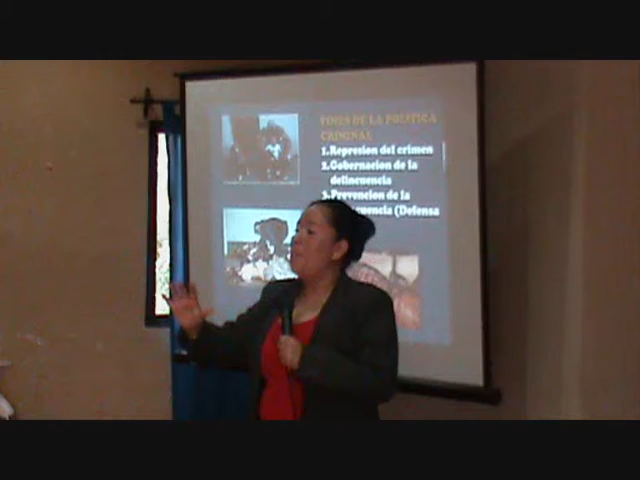 FINES DE LA POLITICA
CRIMINAL
1.Represion del crimen
2.Gobernacion de la
delincuencia
3.Prevencion de la
(Defensa